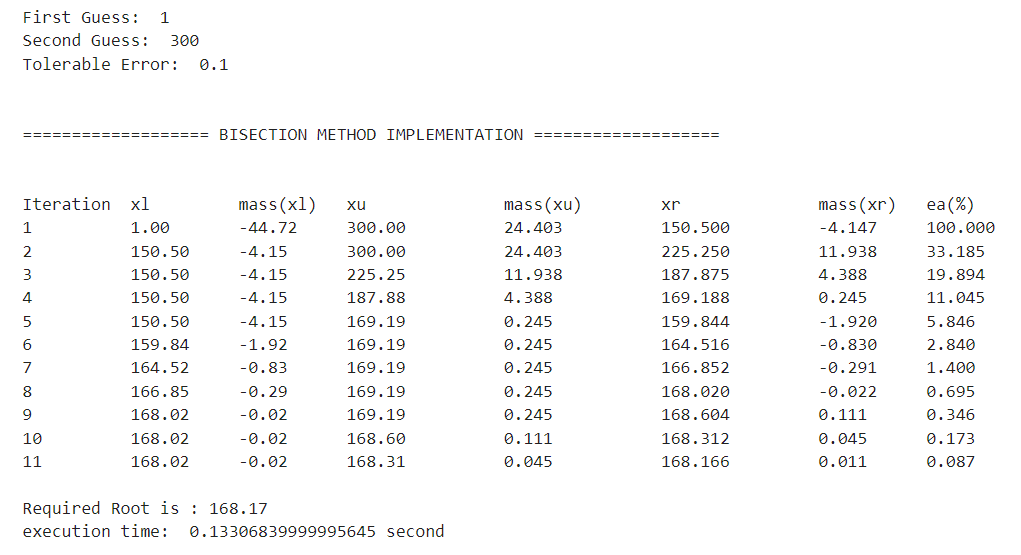 First Guess:  1
Second Guess:  300
Tolerable Error:  0.1
=================== BISECTION METHOD IMPLEMENTATION ===================
Iteration  xl         mass(xl)   xu              mass(xu)        xr              mass(xr)   ea(%)
1          1.00       -44.72     300.00          24.403          150.500         -4.147     100.000
2          150.50     -4.15      300.00          24.403          225.250         11.938     33.185
3          150.50     -4.15      225.25          11.938          187.875         4.388      19.894
4          150.50     -4.15      187.88          4.388           169.188         0.245      11.045
5          150.50     -4.15      169.19          0.245           159.844         -1.920     5.846
6          159.84     -1.92      169.19          0.245           164.516         -0.830     2.840
7          164.52     -0.83      169.19          0.245           166.852         -0.291     1.400
8          166.85     -0.29      169.19          0.245           168.020         -0.022     0.695
9          168.02     -0.02      169.19          0.245           168.604         0.111      0.346
10         168.02     -0.02      168.60          0.111           168.312         0.045      0.173
11         168.02     -0.02      168.31          0.045           168.166         0.011      0.087
Required Root is : 168.17
execution time:  0.13306839999995645 second